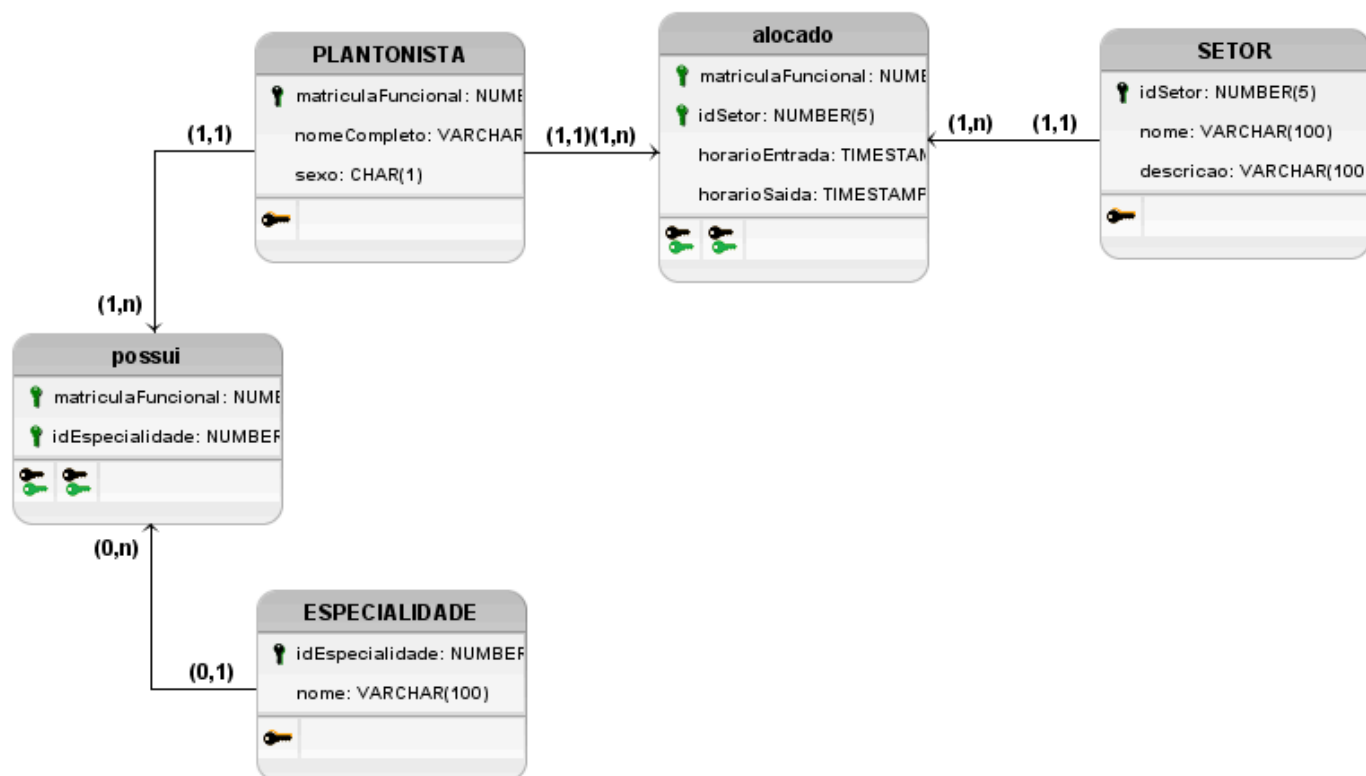 PLANTONISTA
matriculaFuncional: NUME
nomeCompleto: VARCHAR
sexo: CHAR(1)
alocado
matriculaFuncional: NUME
idSetor: NUMBER(5)
horarioEntrada: TIMESTAM
horarioSaida: TIMESTAMP
SETOR
idSetor: NUMBER(5)
nome: VARCHAR(100)
descricao: VARCHAR(100
(1,1)
(1,1)(1,n)
(1,n)
(1,1)
(1,n)
possui
matriculaFuncional: NUME
idEspecialidade: NUMBER
(0,n)
(0,1)
ESPECIALIDADE
idEspecialidade: NUMBER
nome: VARCHAR(100)